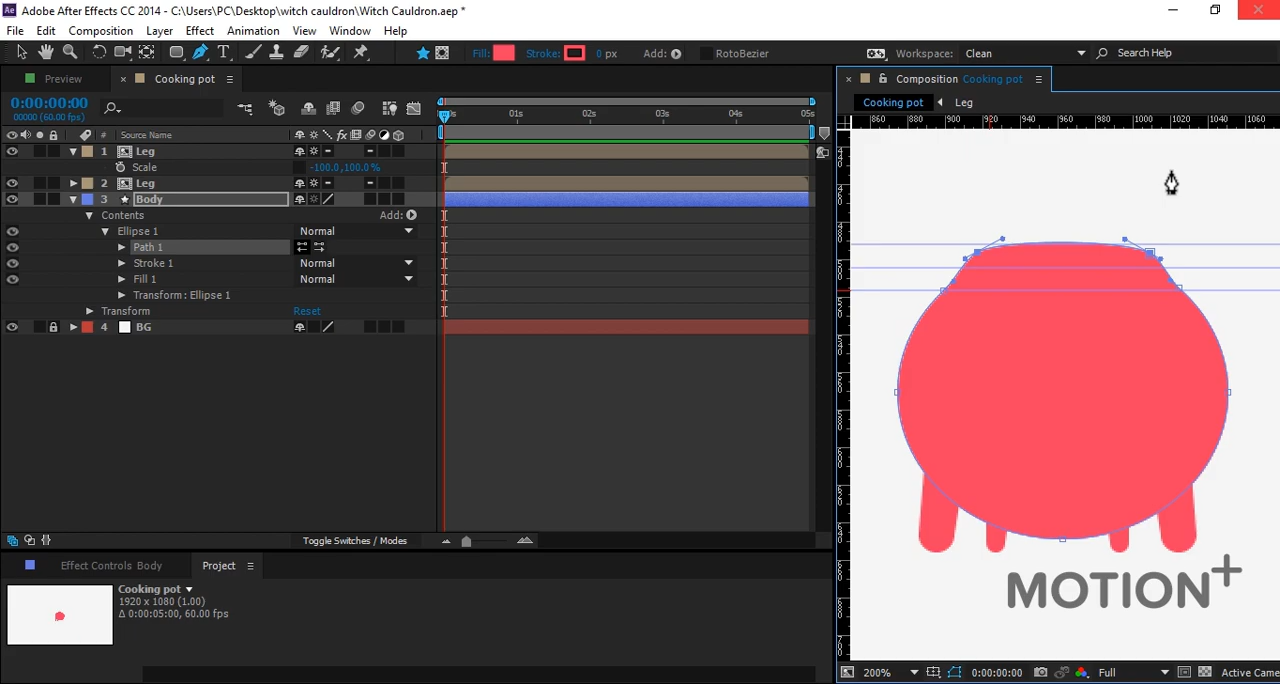 Adobe After Effects CC 2014 - C:\Users\PC\Desktop\witch cauldron\Witch Cauldron.aep *
File Edit Composition Layer Effect Animation View Window Help
Fill: Stroke: 0 px Add: RotoBezier Workspace: Clean Search Help
Preview × Cooking pot
0:00:00:00
00000 (60.00 fps)
# Source Name
01s 02s 03s 04s 05s
1 Leg
Scale -100.0,100.0%
2 Leg
3 Body
Contents Add:
Ellipse 1 Normal
Path 1
Stroke 1 Normal
Fill 1 Normal
Transform : Ellipse 1
Transform Reset
4 BG
Toggle Switches / Modes
Effect Controls Body Project
Cooking pot
1920 x 1080 (1.00)
Δ 0:00:05:00, 60.00 fps
× Composition Cooking pot
Cooking pot Leg
860 880 900 920 940 960 980 1000 1020 1040 1060
MOTION+
200% 0:00:00:00 Full Active Came